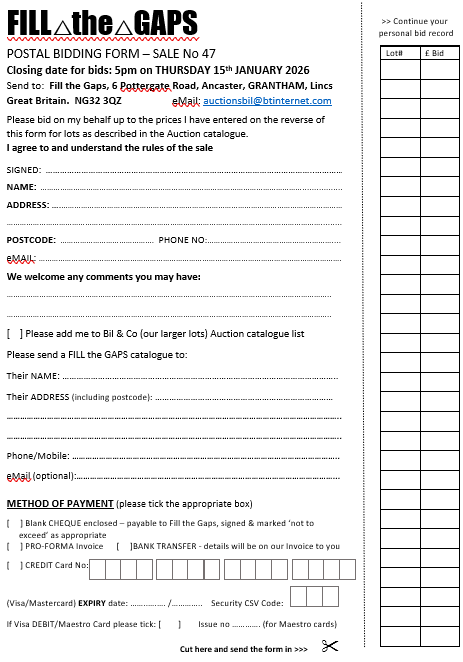 FILL △the△GAPS
POSTAL BIDDING FORM – SALE No 47
Closing date for bids: 5pm on THURSDAY 15th JANUARY 2026
Send to: Fill the Gaps, 6 Pottergate Road, Ancaster, GRANTHAM, Lincs
Great Britain. NG32 3QZ eMail: auctionsbil@btinternet.com
Please bid on my behalf up to the prices I have entered on the reverse of
this form for lots as described in the Auction catalogue.
I agree to and understand the rules of the sale
SIGNED: ..........
NAME: ..........
ADDRESS: ..........
POSTCODE: .......... PHONE NO:..........
eMAIL: ..........
We welcome any comments you may have:
[ ] Please add me to Bil & Co (our larger lots) Auction catalogue list
Please send a FILL the GAPS catalogue to:
Their NAME: ..........
Their ADDRESS (including postcode): ..........
Phone/Mobile: ..........
eMail (optional):..........
METHOD OF PAYMENT (please tick the appropriate box)
[ ] Blank CHEQUE enclosed – payable to Fill the Gaps, signed & marked 'not to
exceed' as appropriate
[ ] PRO-FORMA Invoice [ ]BANK TRANSFER - details will be on our Invoice to you
[ ] CREDIT Card No:
(Visa/Mastercard) EXPIRY date: .............. /............ Security CSV Code:
If Visa DEBIT/Maestro Card please tick: [ ] Issue no ............ (for Maestro cards)
Cut here and send the form in >>>
>> Continue your
personal bid record
Lot# £ Bid